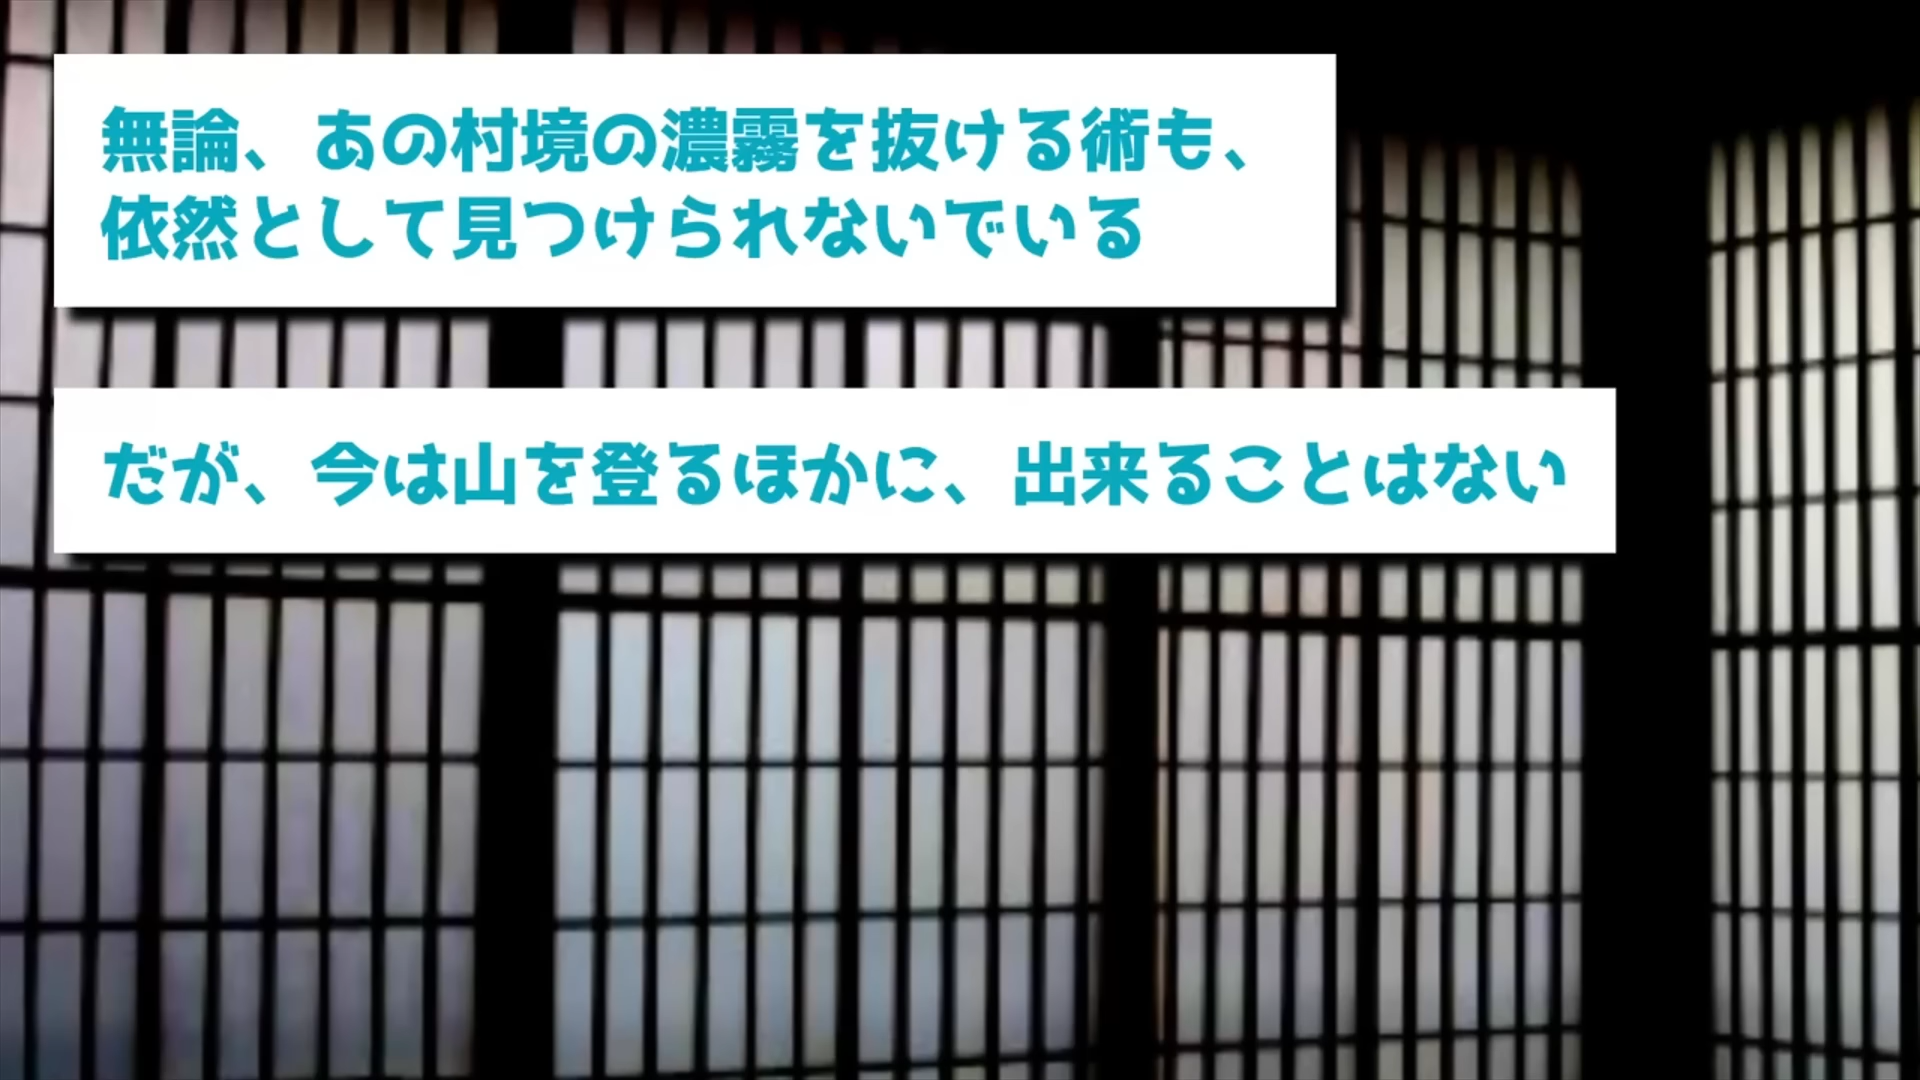 無論、あの村境の濃霧を抜ける術も、
依然として見つけられないでいる
だが、今は山を登るほかに、出来ることはない